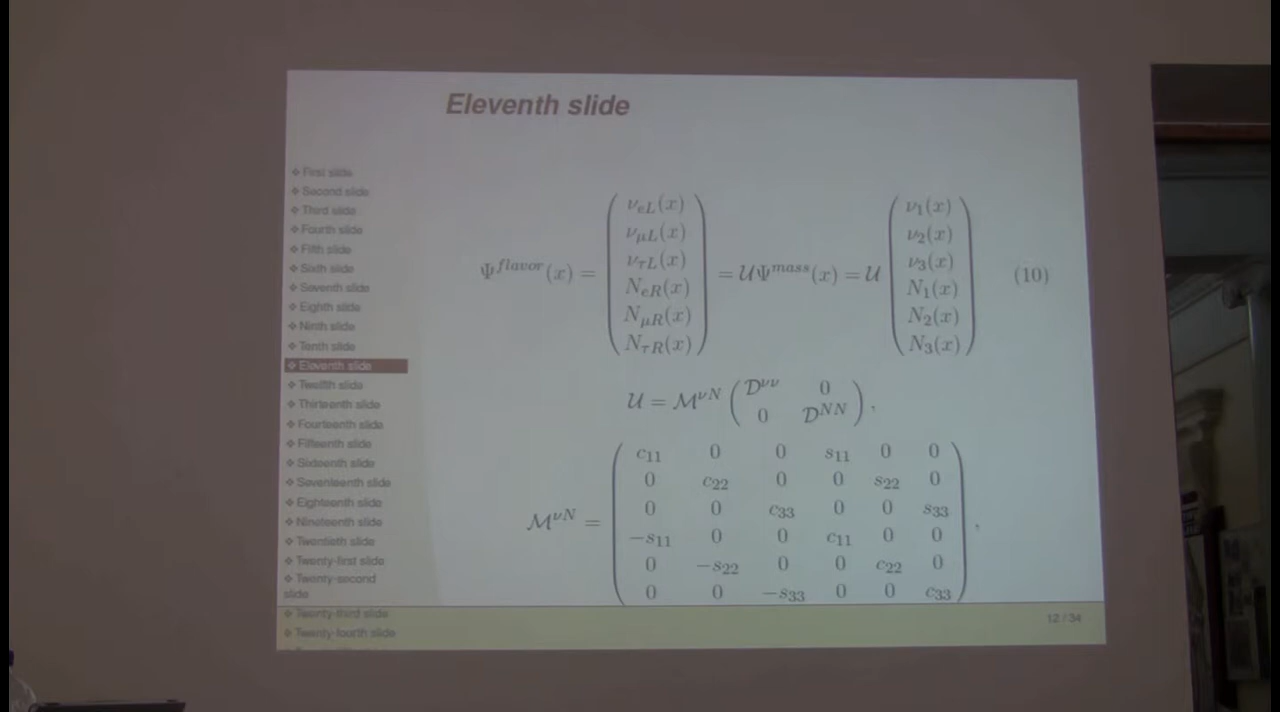 Eleventh slide
❖ First slide
❖ Second slide
❖ Third slide
❖ Fourth slide
❖ Fifth slide
❖ Sixth slide
❖ Seventh slide
❖ Eighth slide
❖ Ninth slide
❖ Tenth slide
❖ Eleventh slide
❖ Twelfth slide
❖ Thirteenth slide
❖ Fourteenth slide
❖ Fifteenth slide
❖ Sixteenth slide
❖ Seventeenth slide
❖ Eighteenth slide
❖ Nineteenth slide
❖ Twentieth slide
❖ Twenty-first slide
❖ Twenty-second
slide
❖ Twenty-third slide
❖ Twenty-fourth slide
Ψ^{flavor}(x) = ( ν_{eL}(x) ν_{μL}(x) ν_{τL}(x) N_{eR}(x) N_{μR}(x) N_{τR}(x) ) = 𝒰Ψ^{mass}(x) = 𝒰 ( ν_1(x) ν_2(x) ν_3(x) N_1(x) N_2(x) N_3(x) ) (10)
𝒰 = ℳ^{νN} ( 𝒟^{νν} 0
0 𝒟^{NN} ) ,
ℳ^{νN} = ( c_{11} 0 0 s_{11} 0 0
0 c_{22} 0 0 s_{22} 0
0 0 c_{33} 0 0 s_{33}
-s_{11} 0 0 c_{11} 0 0
0 -s_{22} 0 0 c_{22} 0
0 0 -s_{33} 0 0 c_{33} ) ,
12 / 34